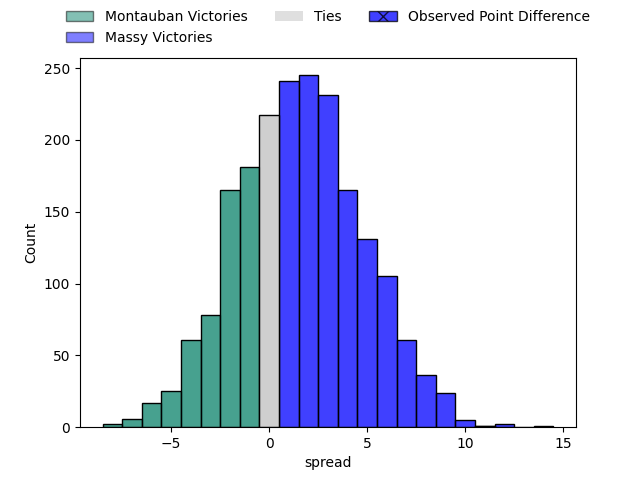 Montauban Victories
Ties
Observed Point Difference
Massy Victories
250
200
150
100
50
0
Count
−5
0
5
10
15
spread